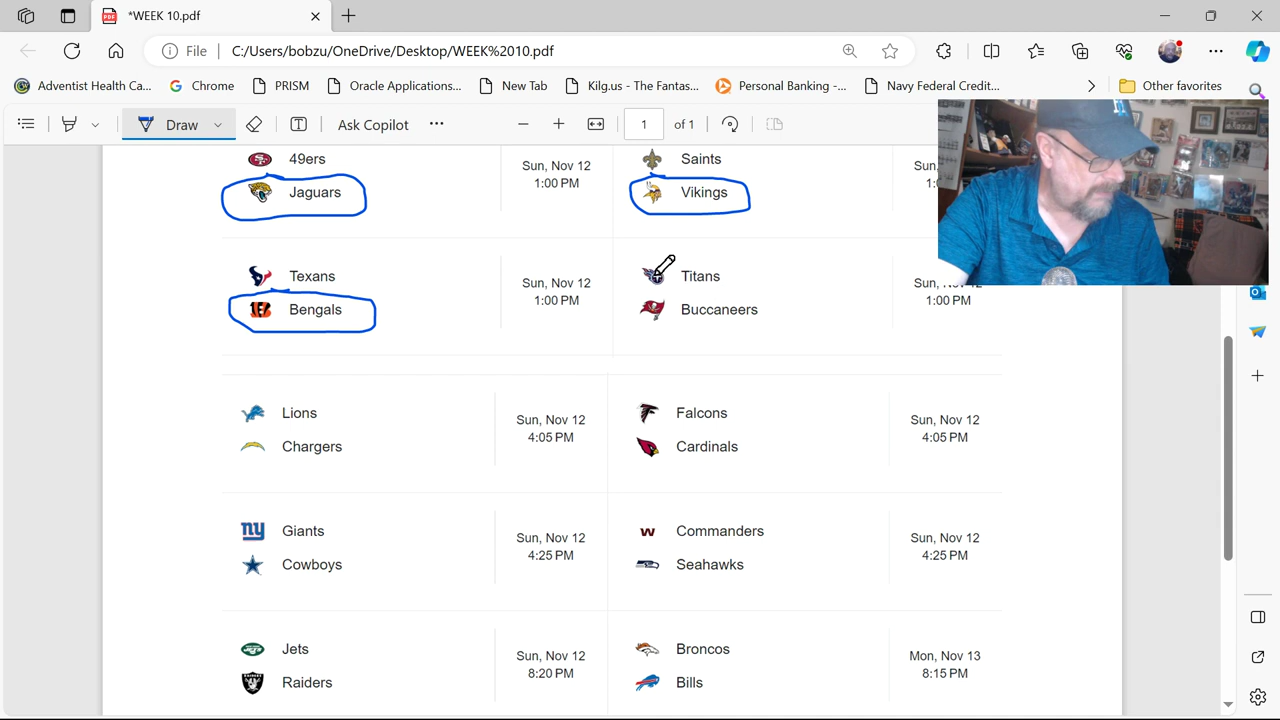 *WEEK 10.pdf
File
C:/Users/bobzu/OneDrive/Desktop/WEEK%2010.pdf
Adventist Health Ca...
Chrome
PRISM
Oracle Applications...
New Tab
Kilg.us - The Fantas...
Personal Banking -...
Navy Federal Credit...
Other favorites
Draw
Ask Copilot
1
of 1
49ers
Jaguars
Sun, Nov 12
1:00 PM
Saints
Vikings
Sun,
Texans
Bengals
Sun, Nov 12
1:00 PM
Titans
Buccaneers
1:00 PM
Lions
Chargers
Sun, Nov 12
4:05 PM
Falcons
Cardinals
Sun, Nov 12
4:05 PM
Giants
Cowboys
Sun, Nov 12
4:25 PM
Commanders
Seahawks
Sun, Nov 12
4:25 PM
Jets
Raiders
Sun, Nov 12
8:20 PM
Broncos
Bills
Mon, Nov 13
8:15 PM